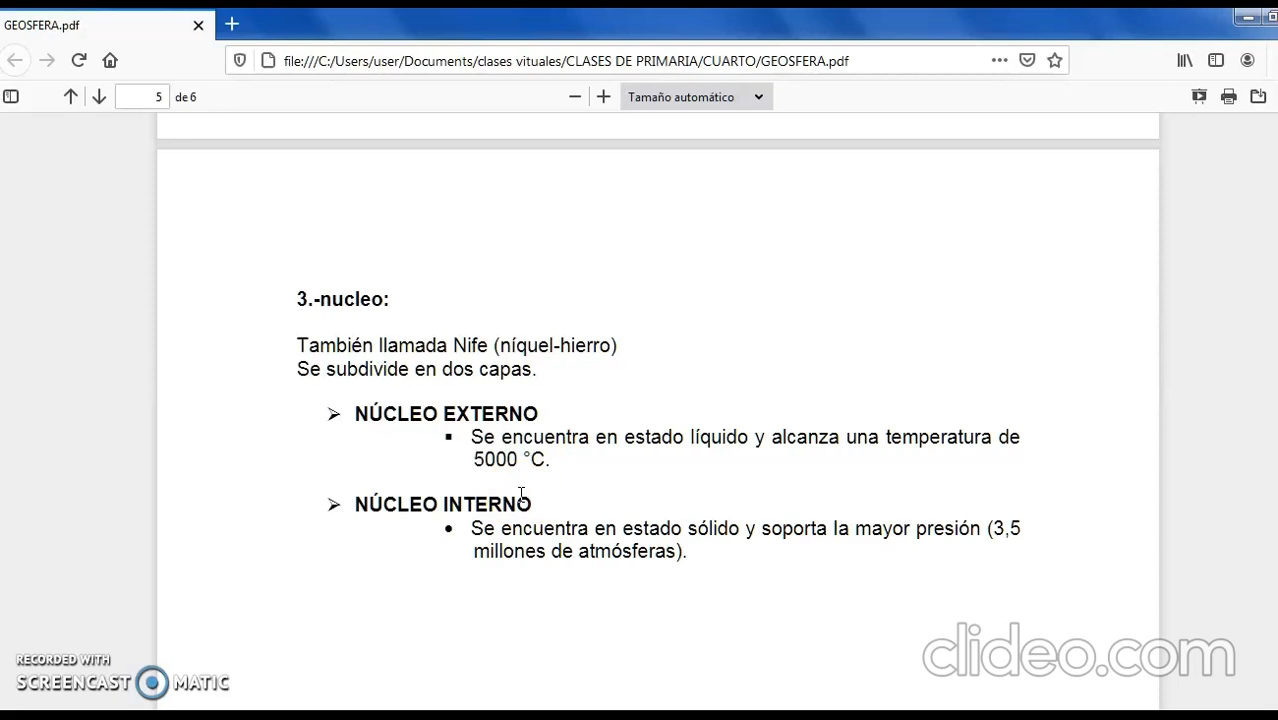 GEOSFERA.pdf
file:///C:/Users/user/Documents/clases vituales/CLASES DE PRIMARIA/CUARTO/GEOSFERA.pdf
5 de 6 Tamaño automático
3.-nucleo:
También llamada Nife (níquel-hierro)
Se subdivide en dos capas.
NÚCLEO EXTERNO
Se encuentra en estado líquido y alcanza una temperatura de
5000 °C.
NÚCLEO INTERNO
Se encuentra en estado sólido y soporta la mayor presión (3,5
millones de atmósferas).
clideo.com
RECORDED WITH
SCREENCAST MATIC